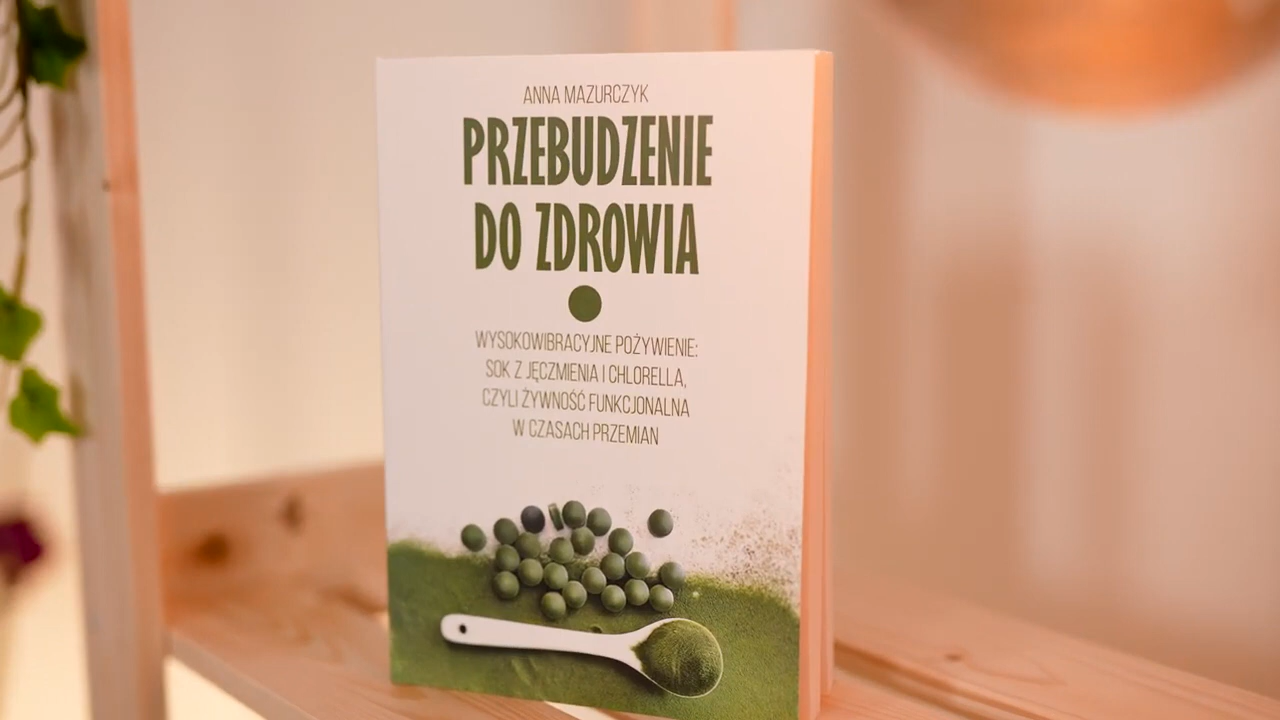 ANNA MAZURCZYK
PRZEBUDZENIE
DO ZDROWIA
WYSOKOWIBRACYJNE POŻYWIENIE:
SOK Z JĘCZMIENIA I CHLORELLA,
CZYLI ŻYWNOŚĆ FUNKCJONALNA
W CZASACH PRZEMIAN